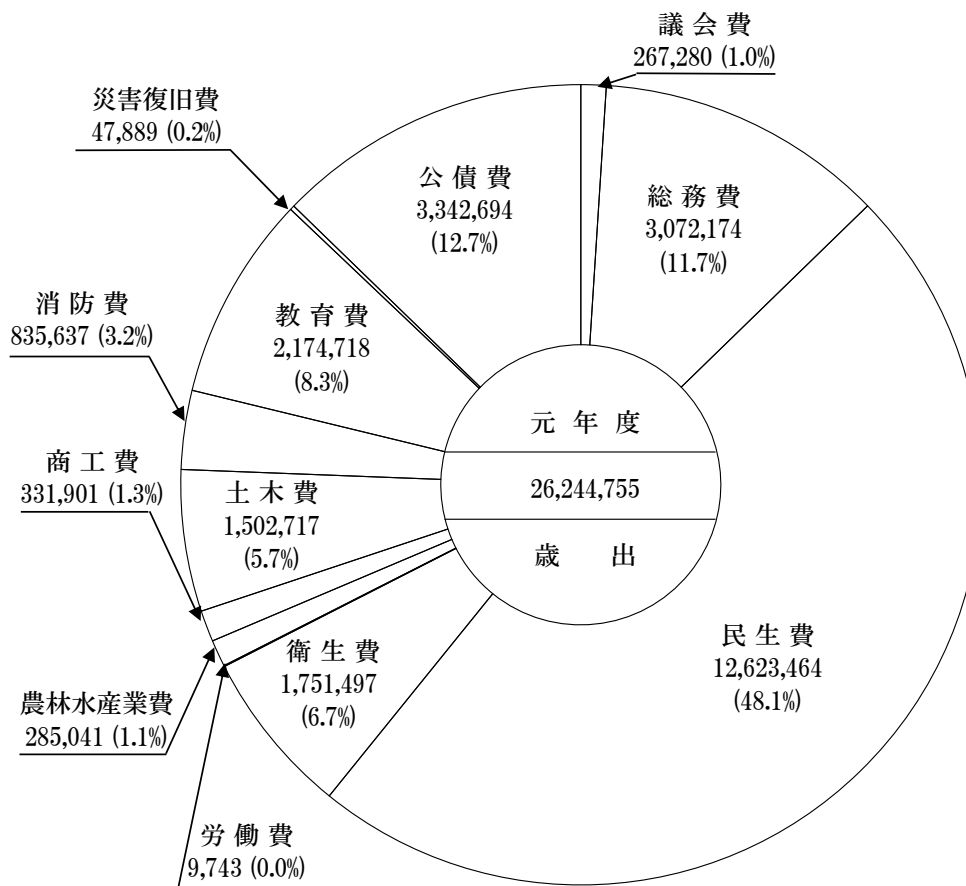 議会費
267,280 (1.0%)
総務費
3,072,174
(11.7%)
民生費
12,623,464
(48.1%)
衛生費
1,751,497
(6.7%)
労働費
9,743 (0.0%)
農林水産業費
285,041 (1.1%)
商工費
331,901 (1.3%)
土木費
1,502,717
(5.7%)
消防費
835,637 (3.2%)
教育費
2,174,718
(8.3%)
災害復旧費
47,889 (0.2%)
公債費
3,342,694
(12.7%)
元年度
26,244,755
歳出